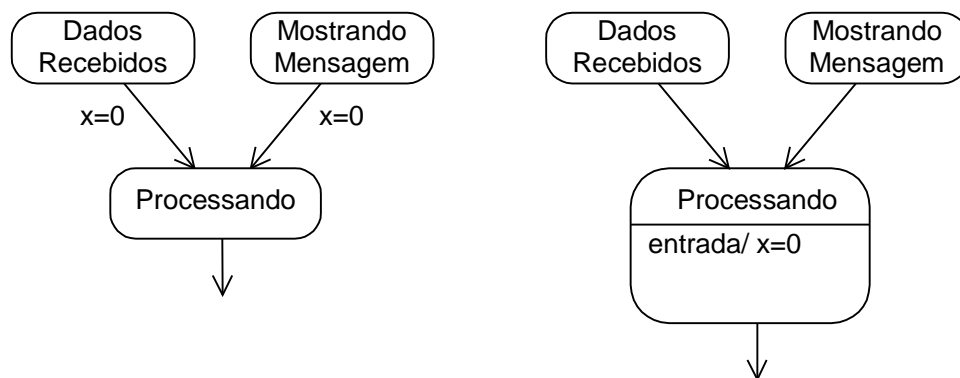 Dados
Recebidos
Mostrando
Mensagem
x=0
x=0
Processando
Dados
Recebidos
Mostrando
Mensagem
Processando
entrada/ x=0